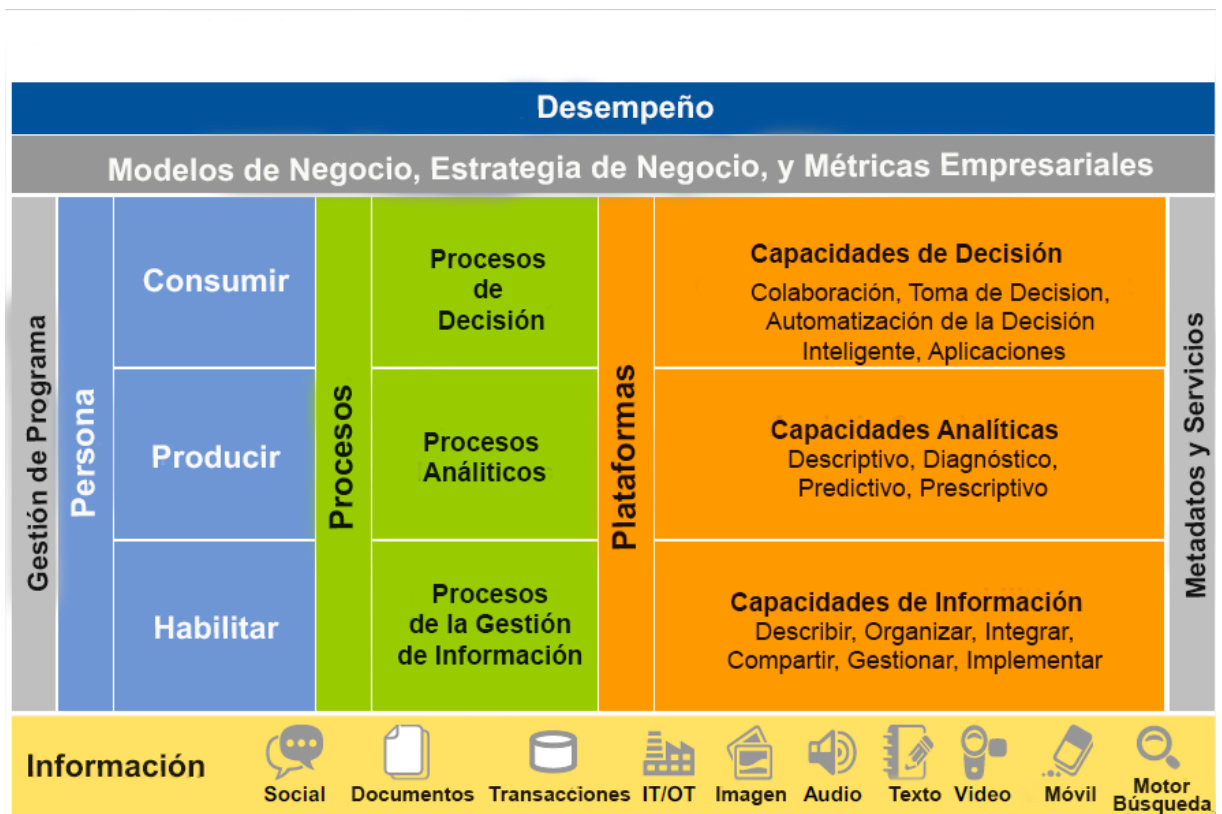 Desempeño
Modelos de Negocio, Estrategia de Negocio, y Métricas Empresariales
Gestión de Programa
Persona
Consumir
Producir
Habilitar
Procesos
Procesos
de
Decisión
Procesos
Análiticos
Procesos
de la Gestión
de Información
Plataformas
Capacidades de Decisión
Colaboración, Toma de Decision,
Automatización de la Decisión
Inteligente, Aplicaciones
Capacidades Analíticas
Descriptivo, Diagnóstico,
Predictivo, Prescriptivo
Capacidades de Información
Describir, Organizar, Integrar,
Compartir, Gestionar, Implementar
Metadatos y Servicios
Información
Social
Documentos
Transacciones
IT/OT
Imagen
Audio
Texto
Video
Móvil
Motor
Búsqueda